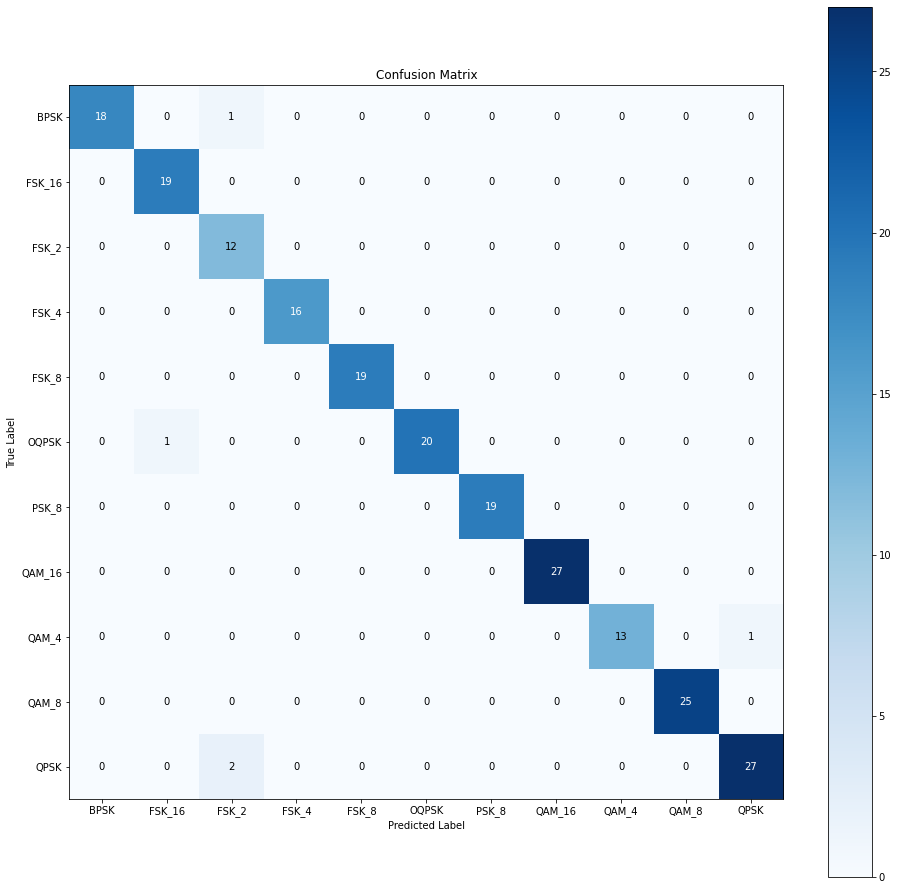 Confusion Matrix
BPSK 18 0 1 0 0 0 0 0 0 0 0
FSK_16 0 19 0 0 0 0 0 0 0 0 0
FSK_2 0 0 12 0 0 0 0 0 0 0 0
FSK_4 0 0 0 16 0 0 0 0 0 0 0
FSK_8 0 0 0 0 19 0 0 0 0 0 0
OQPSK 0 1 0 0 0 20 0 0 0 0 0
PSK_8 0 0 0 0 0 0 19 0 0 0 0
QAM_16 0 0 0 0 0 0 0 27 0 0 0
QAM_4 0 0 0 0 0 0 0 0 13 0 1
QAM_8 0 0 0 0 0 0 0 0 0 25 0
QPSK 0 0 2 0 0 0 0 0 0 0 27
BPSK FSK_16 FSK_2 FSK_4 FSK_8 OQPSK PSK_8 QAM_16 QAM_4 QAM_8 QPSK
Predicted Label
True Label
25
20
15
10
5
0